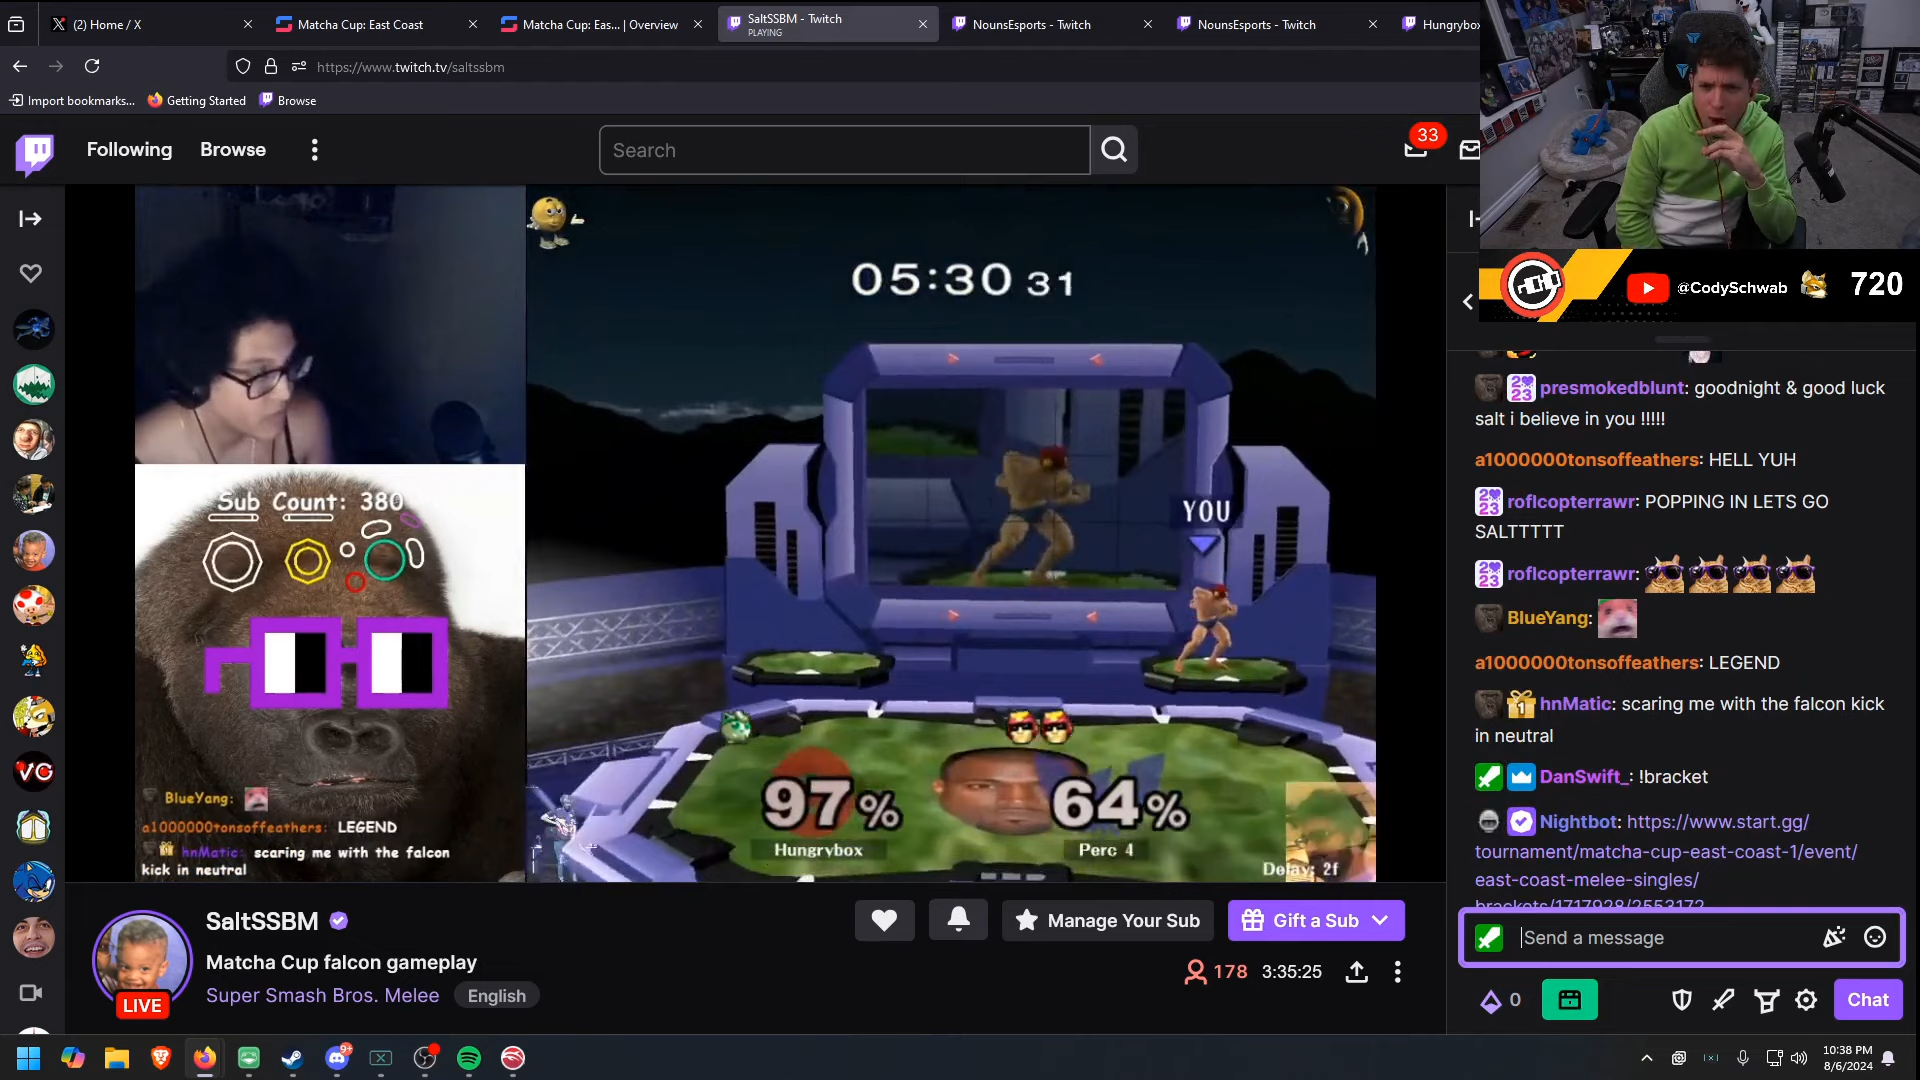 (2) Home / X
Matcha Cup: East Coast
Matcha Cup: Eas... | Overview
SaltSSBM - Twitch
PLAYING
NounsEsports - Twitch
NounsEsports - Twitch
Hungrybo
https://www.twitch.tv/saltssbm
Import bookmarks...
Getting Started
Browse
Following
Browse
Search
33
@CodySchwab
720
05:30 31
YOU
Sub Count: 380
BlueYang:
a1000000tonsoffeathers: LEGEND
hnMatic: scaring me with the falcon
kick in neutral
97%
Hungrybox
64%
Perc 4
Delay: 2f
presmokedblunt: goodnight & good luck
salt i believe in you !!!!!
a1000000tonsoffeathers: HELL YUH
roflcopterrawr: POPPING IN LETS GO
SALTTTTT
roflcopterrawr:
BlueYang:
a1000000tonsoffeathers: LEGEND
hnMatic: scaring me with the falcon kick
in neutral
DanSwift_: !bracket
Nightbot: https://www.start.gg/
tournament/matcha-cup-east-coast-1/event/
east-coast-melee-singles/
brackets/1717928/2553172
Send a message
0
Chat
SaltSSBM
Matcha Cup falcon gameplay
Super Smash Bros. Melee
English
LIVE
Manage Your Sub
Gift a Sub
178
3:35:25
VG
9+
10:38 PM
8/6/2024